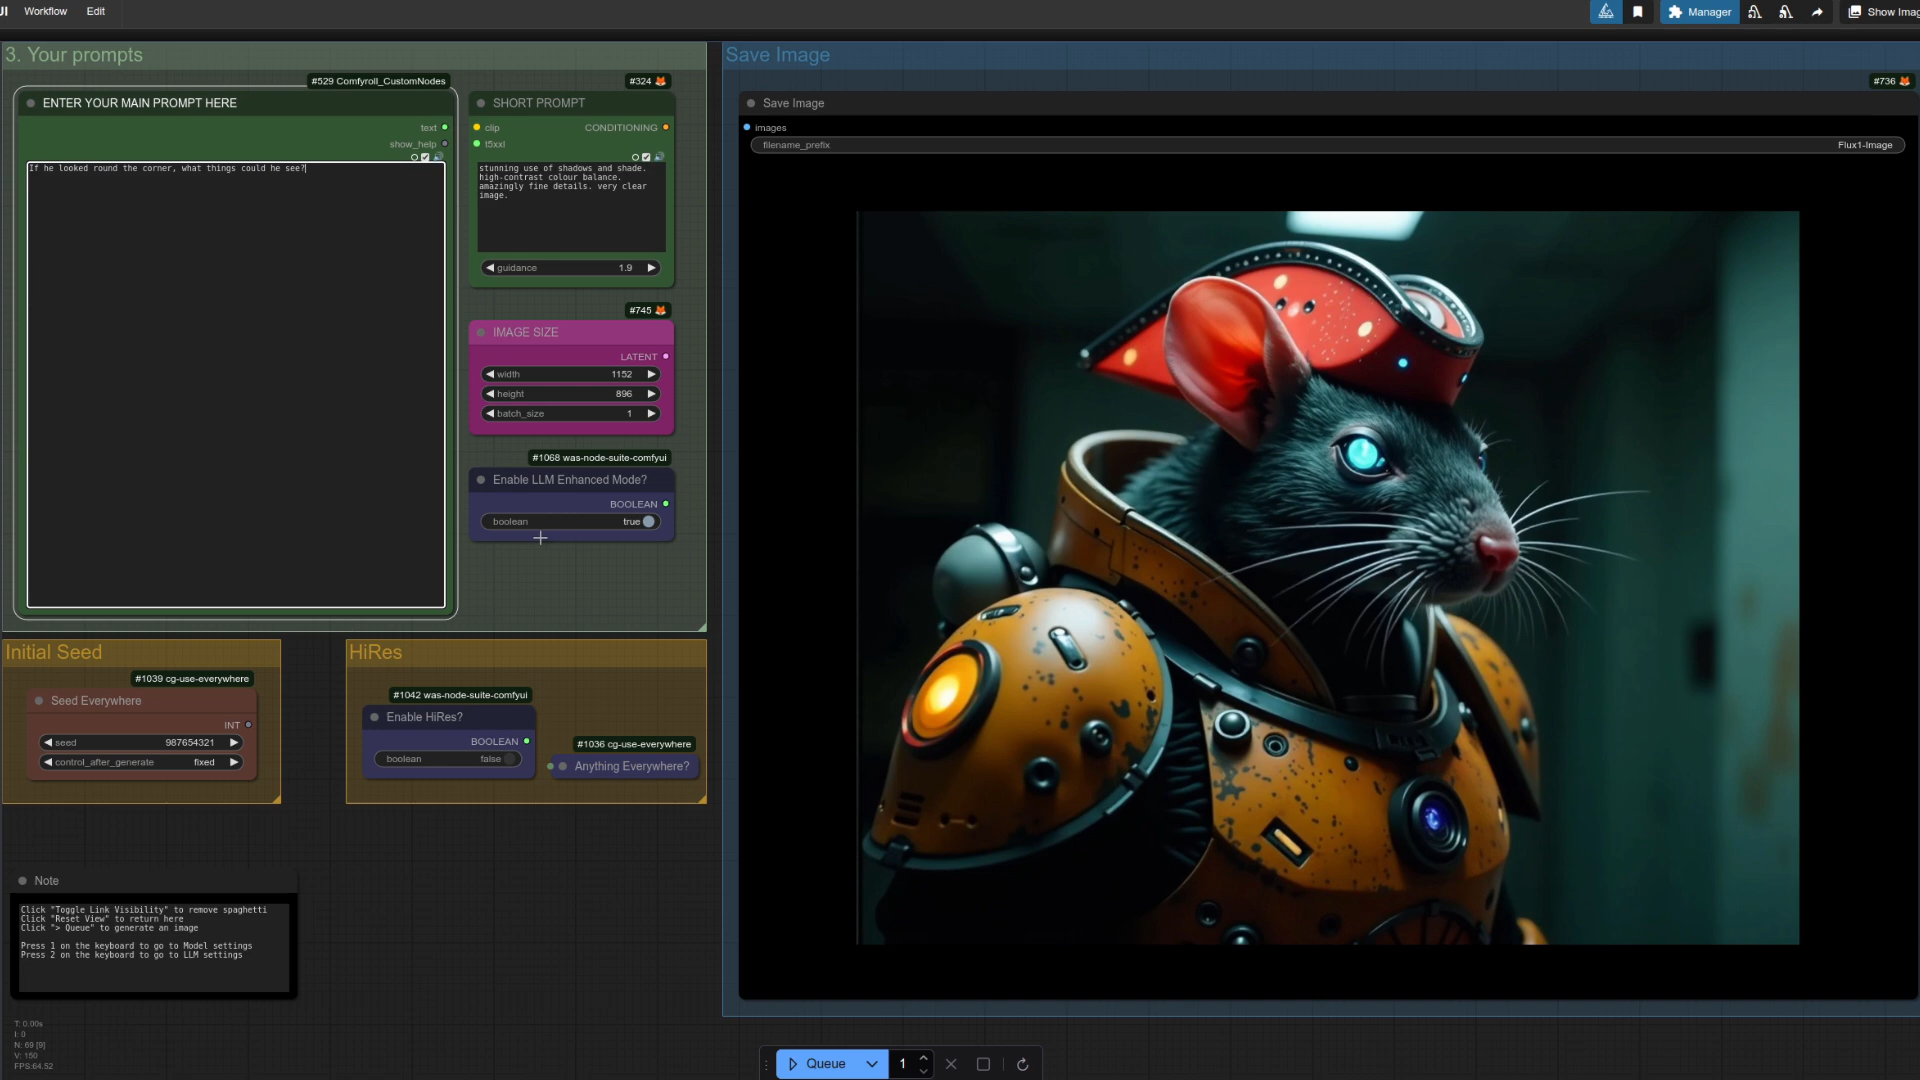 UI Workflow Edit
Manager
Show Imag
3. Your prompts
#529 Comfyroll_CustomNodes
ENTER YOUR MAIN PROMPT HERE
text
show_help
If he looked round the corner, what things could he see?
#324
SHORT PROMPT
clip CONDITIONING
t5xxl
stunning use of shadows and shade.
high-contrast colour balance.
amazingly fine details. very clear
image.
guidance 1.9
#745
IMAGE SIZE
LATENT
width 1152
height 896
batch_size 1
#1068 was-node-suite-comfyui
Enable LLM Enhanced Mode?
BOOLEAN
boolean true
Save Image
#736
Save Image
images
filename_prefix Flux1-Image
Initial Seed
#1039 cg-use-everywhere
Seed Everywhere
INT
seed 987654321
control_after_generate fixed
HiRes
#1042 was-node-suite-comfyui
Enable HiRes?
BOOLEAN
boolean false
#1036 cg-use-everywhere
Anything Everywhere?
Note
Click "Toggle Link Visibility" to remove spaghetti
Click "Reset View" to return here
Click "> Queue" to generate an image
Press 1 on the keyboard to go to Model settings
Press 2 on the keyboard to go to LLM settings
T: 0.00s
I: 0
N: 69 [9]
V: 150
FPS:64.52
Queue 1